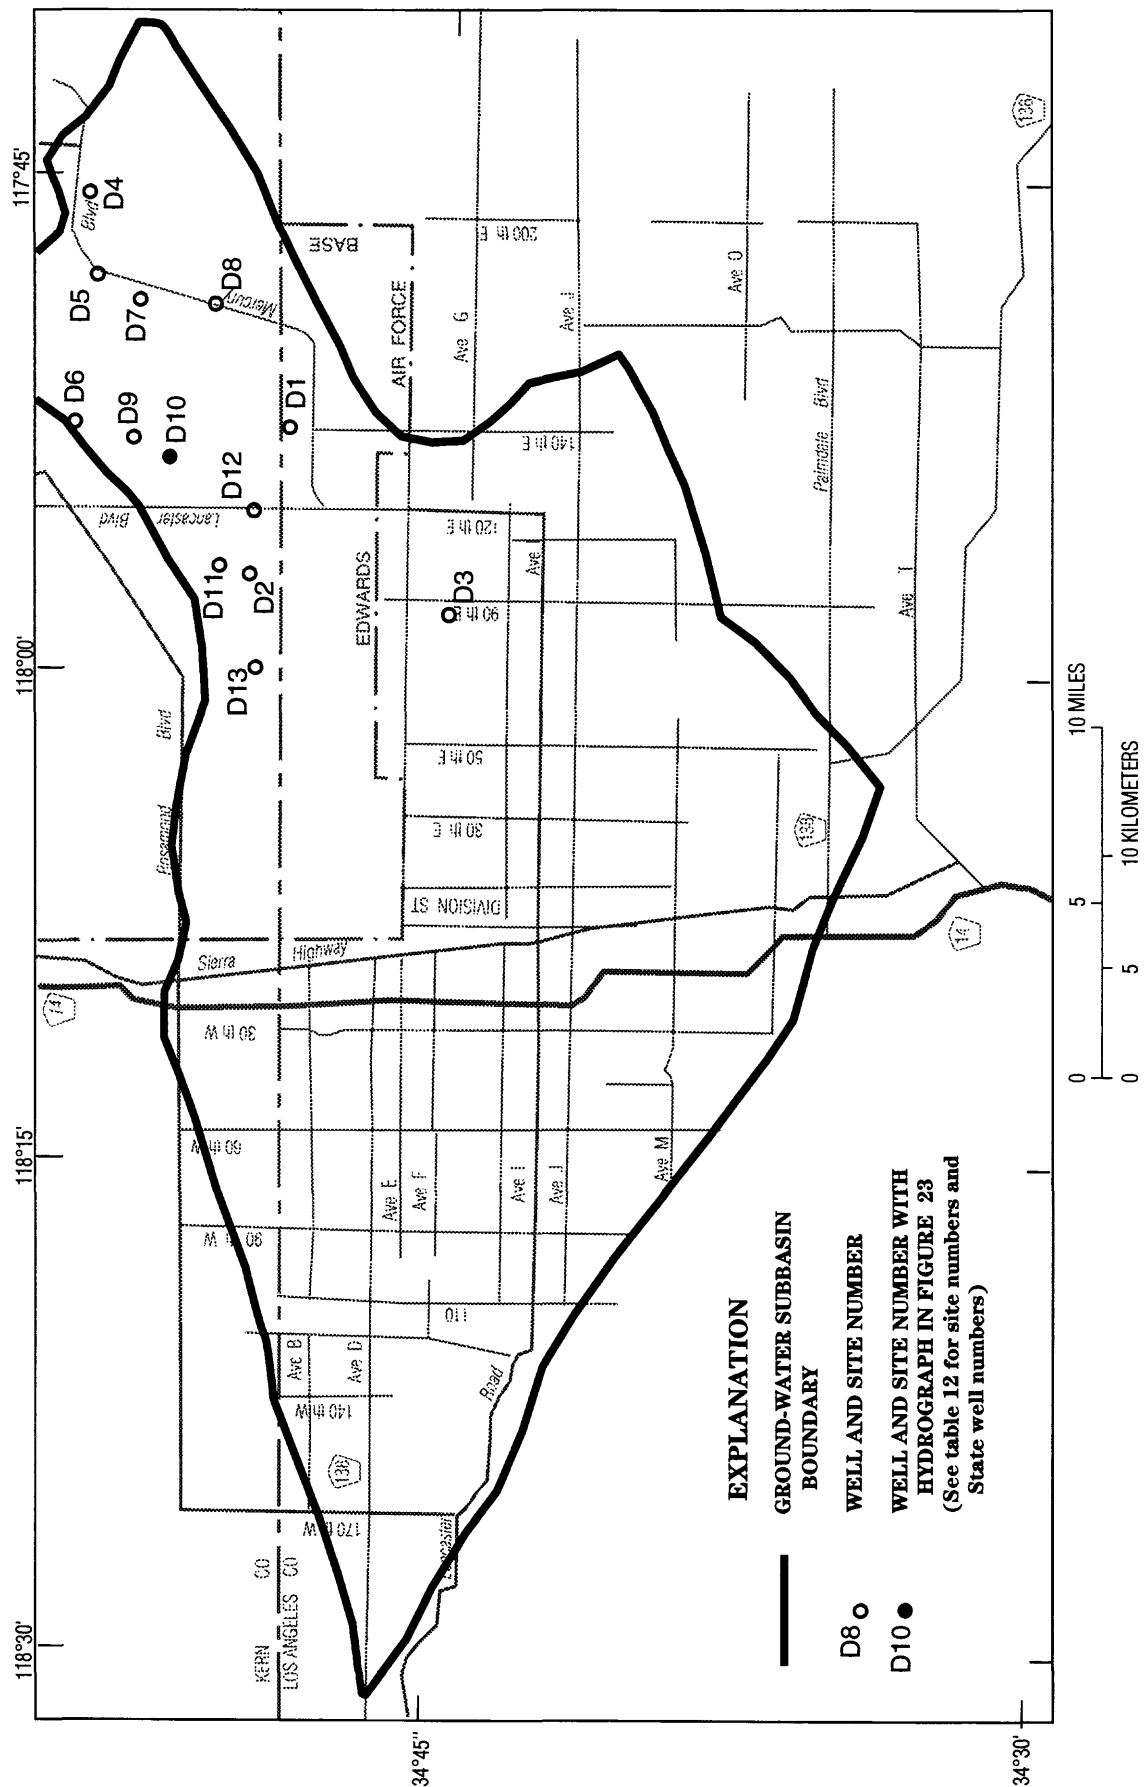 118°30'
118°15'
118°00'
117°45'
34°45"
34°30'
KERN CO
LOS ANGELES CO
14
Rosamond Blvd
Sierra Highway
Lancaster Blvd
Mercury Blvd
D6
D5
D4
D9
D7
D10
D8
D12
D11
D2
D1
D13
D3
EDWARDS
AIR FORCE
BASE
170 th W
140 th W
110
90 th W
60 th W
30 th W
DIVISION ST
30 th E
50 th E
90 th E
120 th E
140 th E
200 th E
138
Ave B
Ave D
Ave E
Ave F
Ave G
Ave I
Ave I
Ave J
Ave J
Ave M
Ave O
Palmdale Blvd
Ave T
Lancaster Road
138
138
14
EXPLANATION
GROUND-WATER SUBBASIN
BOUNDARY
D8
WELL AND SITE NUMBER
D10
WELL AND SITE NUMBER WITH
HYDROGRAPH IN FIGURE 23
(See table 12 for site numbers and
State well numbers)
0 5 10 MILES
0 5 10 KILOMETERS